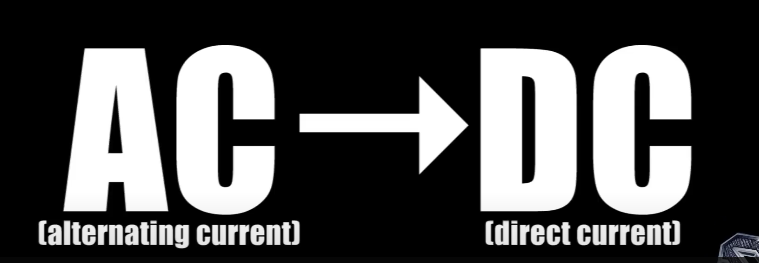 AC → DC
(alternating current) (direct current)